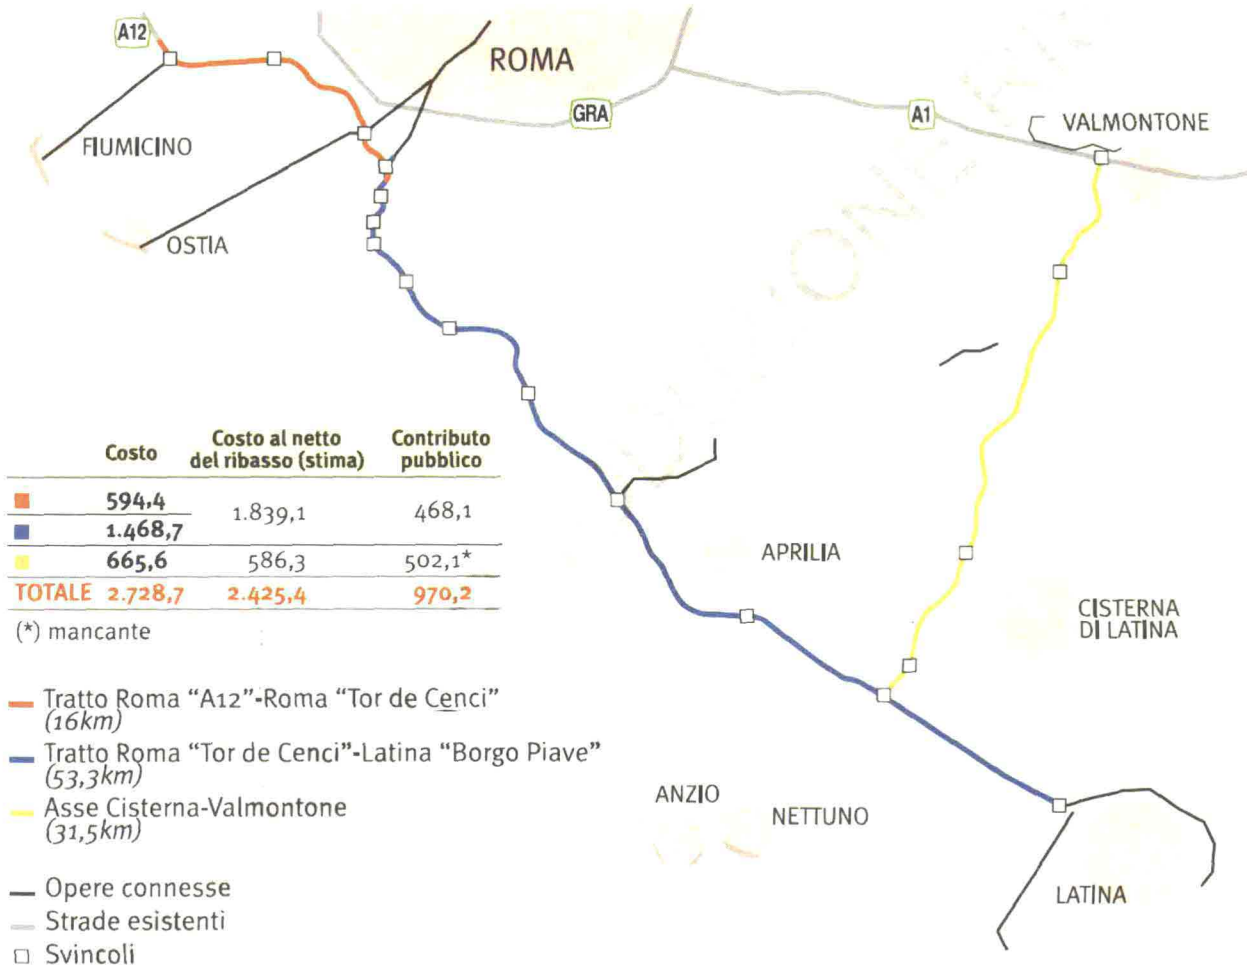 A12
ROMA
GRA
A1
VALMONTONE
FIUMICINO
OSTIA
Costo
Costo al netto del ribasso (stima)
Contributo pubblico
594,4
1.839,1
468,1
1.468,7
665,6
586,3
502,1*
TOTALE 2.728,7 2.425,4 970,2
(*) mancante
APRILIA
CISTERNA
DI LATINA
Tratto Roma “A12”-Roma “Tor de Cenci”
(16km)
Tratto Roma “Tor de Cenci”-Latina “Borgo Piave”
(53,3km)
Asse Cisterna-Valmontone
(31,5km)
ANZIO
NETTUNO
LATINA
Opere connesse
Strade esistenti
Svincoli